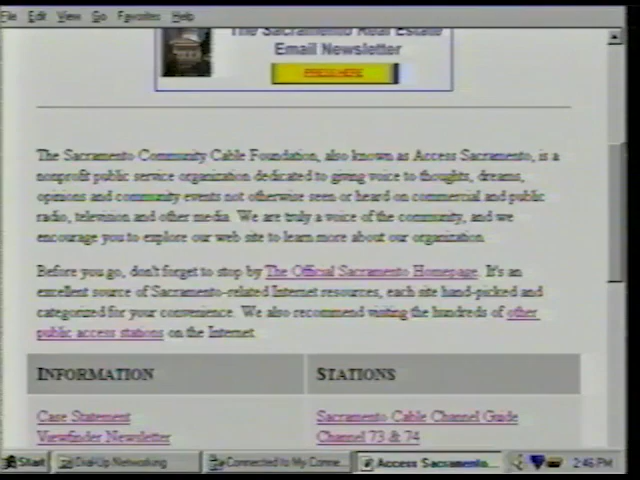 File Edit View Go Favorites Help
The Sacramento Real Estate
Email Newsletter
PRESS HERE
The Sacramento Community Cable Foundation, also known as Access Sacramento, is a
nonprofit public service organization dedicated to giving voice to thoughts, dreams,
opinions and community events not otherwise seen or heard on commercial and public
radio, television and other media. We are truly a voice of the community, and we
encourage you to explore our web site to learn more about our organization.
Before you go, don't forget to stop by The Official Sacramento Homepage. It's an
excellent source of Sacramento-related Internet resources, each site hand-picked and
categorized for your convenience. We also recommend visiting the hundreds of other
public access stations on the Internet.
INFORMATION STATIONS
Case Statement Sacramento Cable Channel Guide
Viewfinder Newsletter Channel 73 & 74
Start Dial-Up Networking Connected to My Conne... Access Sacramento... 2:46 PM